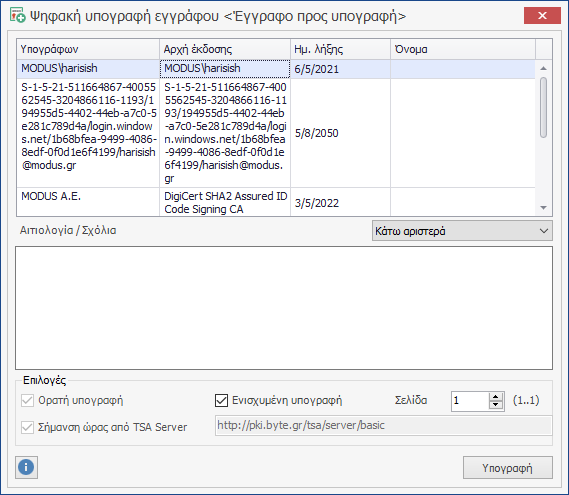 Ψηφιακή υπογραφή εγγράφου <Έγγραφο προς υπογραφή>
Υπογράφων Αρχή έκδοσης Ημ. λήξης Όνομα
MODUS\harisish MODUS\harisish 6/5/2021
S-1-5-21-511664867-4005 S-1-5-21-511664867-400
562545-3204866116-1193/1 5562545-3204866116-11
94955d5-4402-44eb-a7c0-5 93/194955d5-4402-44eb
e281c789d4a/login.window -a7c0-5e281c789d4a/log
s.net/1b68bfea-9499-4086- in.windows.net/1b68bfea 5/8/2050
8edf-0f0d1e6f4199/harisish -9499-4086-8edf-0f0d1e
@modus.gr 6f4199/harisish@modus.
gr
MODUS A.E. DigiCert SHA2 Assured ID 3/5/2022
Code Signing CA
Αιτιολογία / Σχόλια Κάτω αριστερά
Επιλογές
Ορατή υπογραφή Ενισχυμένη υπογραφή Σελίδα 1 (1..1)
Σήμανση ώρας από TSA Server http://pki.byte.gr/tsa/server/basic
Υπογραφή